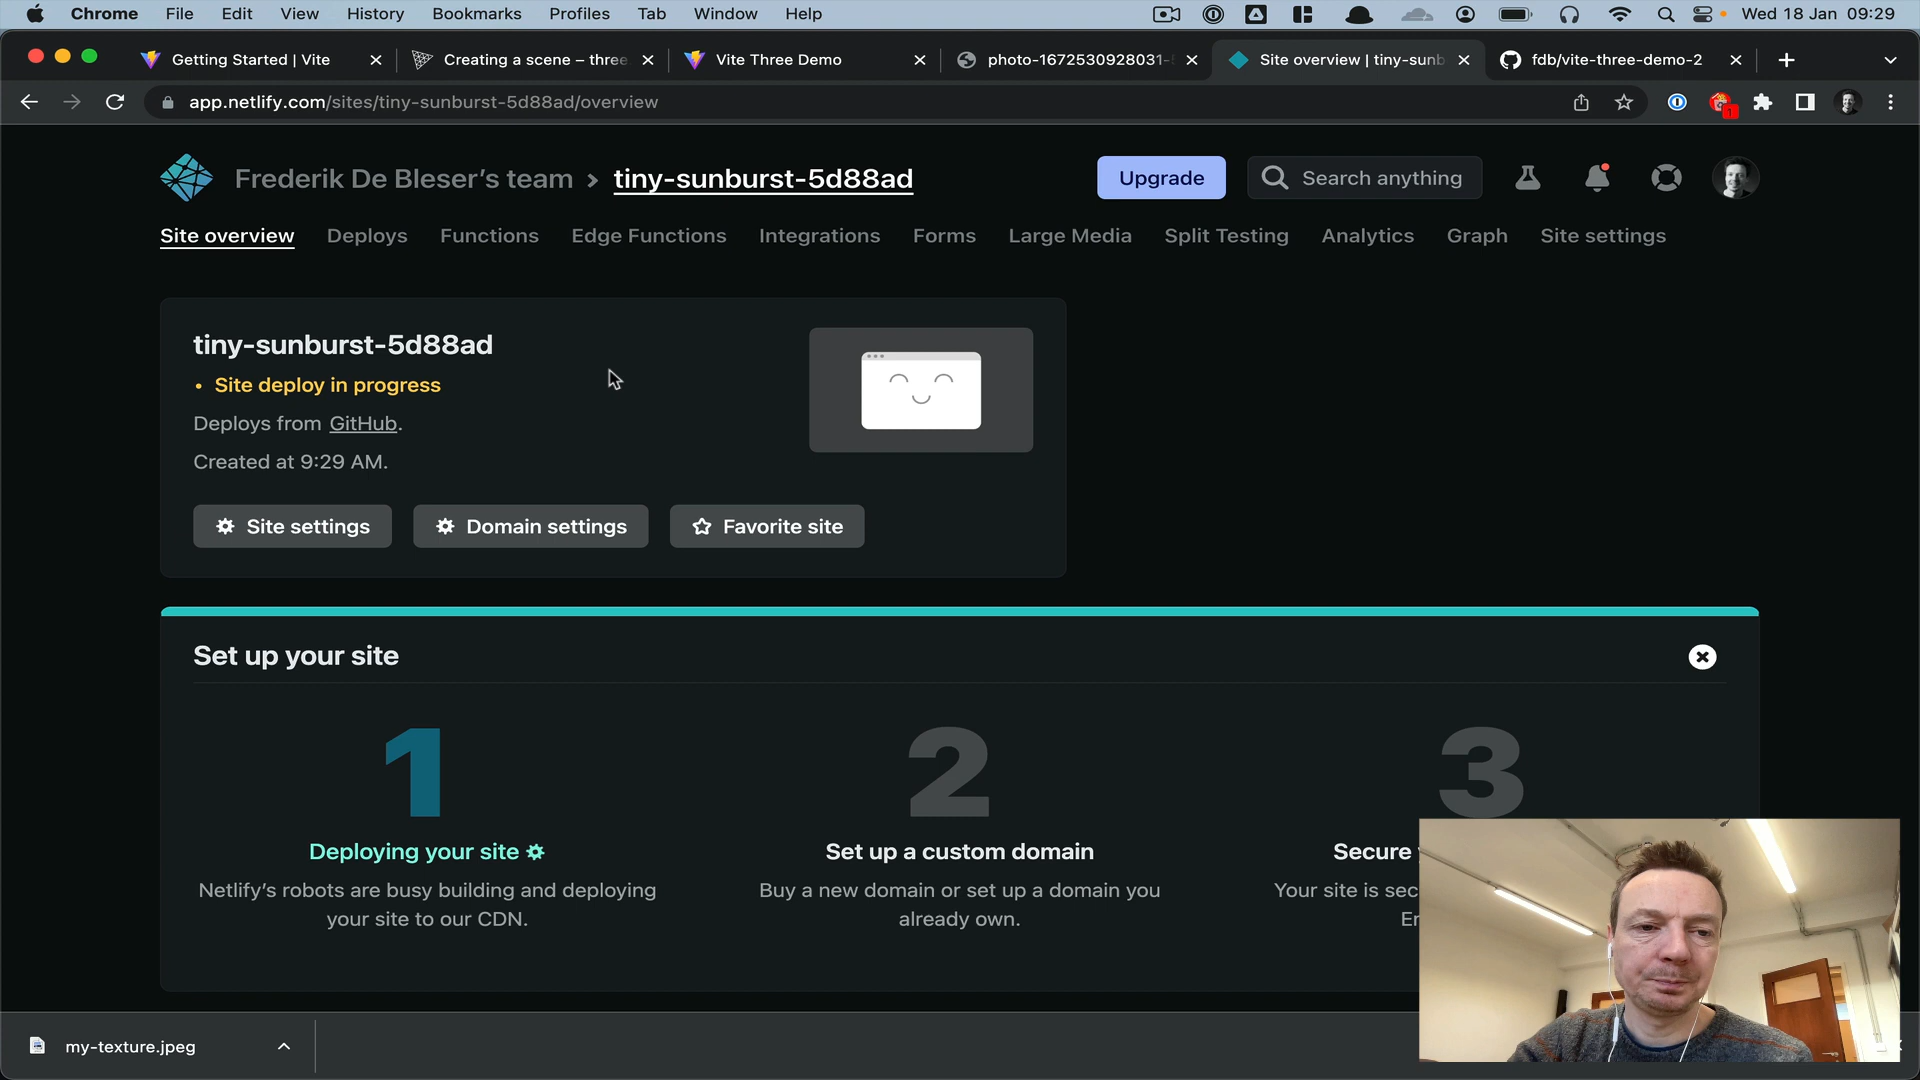 Chrome File Edit View History Bookmarks Profiles Tab Window Help Wed 18 Jan 09:29
Getting Started | Vite
Creating a scene – three
Vite Three Demo
photo-1672530928031-
Site overview | tiny-sunb
fdb/vite-three-demo-2
app.netlify.com/sites/tiny-sunburst-5d88ad/overview
Frederik De Bleser's team > tiny-sunburst-5d88ad
Upgrade
Search anything
Site overview Deploys Functions Edge Functions Integrations Forms Large Media Split Testing Analytics Graph Site settings
tiny-sunburst-5d88ad
• Site deploy in progress
Deploys from GitHub.
Created at 9:29 AM.
Site settings
Domain settings
Favorite site
Set up your site
1
Deploying your site
Netlify's robots are busy building and deploying
your site to our CDN.
2
Set up a custom domain
Buy a new domain or set up a domain you
already own.
3
Secure
Your site is sec
my-texture.jpeg